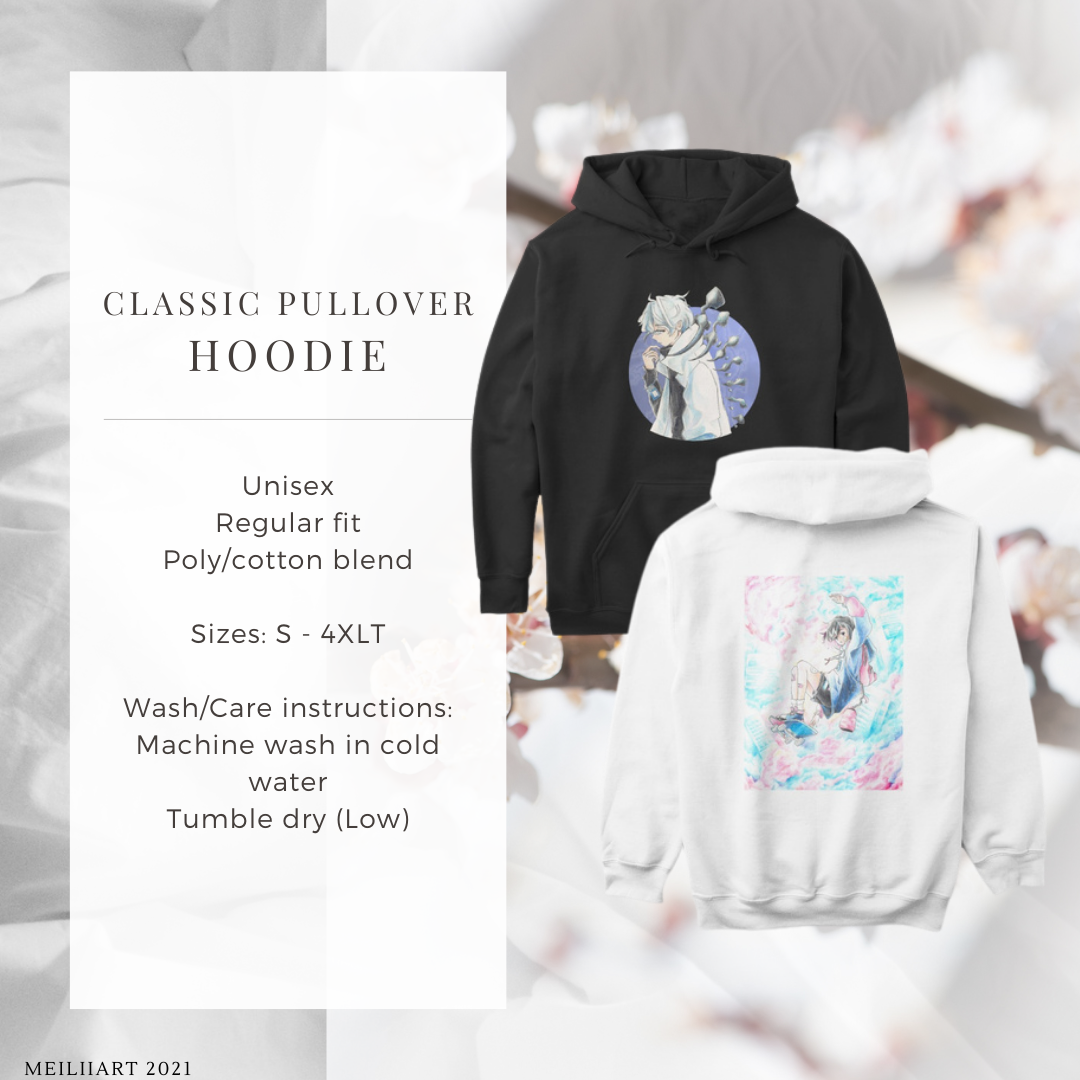 CLASSIC PULLOVER
HOODIE
Unisex
Regular fit
Poly/cotton blend
Sizes: S - 4XLT
Wash/Care instructions:
Machine wash in cold
water
Tumble dry (Low)
MEILIIART 2021